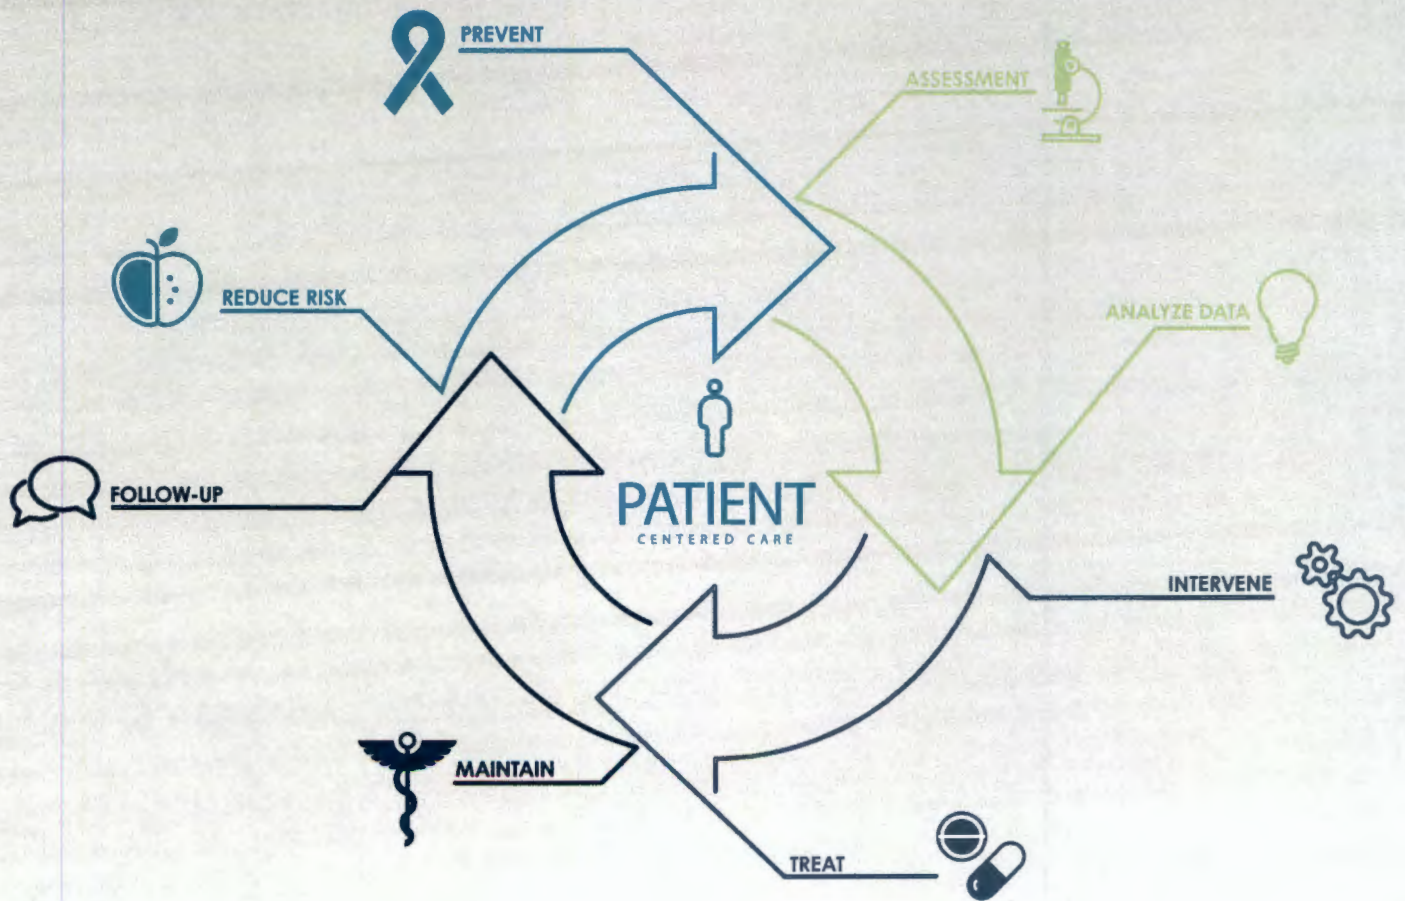 PREVENT
ASSESSMENT
REDUCE RISK
ANALYZE DATA
FOLLOW-UP
PATIENT
CENTERED CARE
INTERVENE
MAINTAIN
TREAT